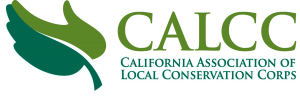 CALCC
CALIFORNIA ASSOCIATION OF
LOCAL CONSERVATION CORPS